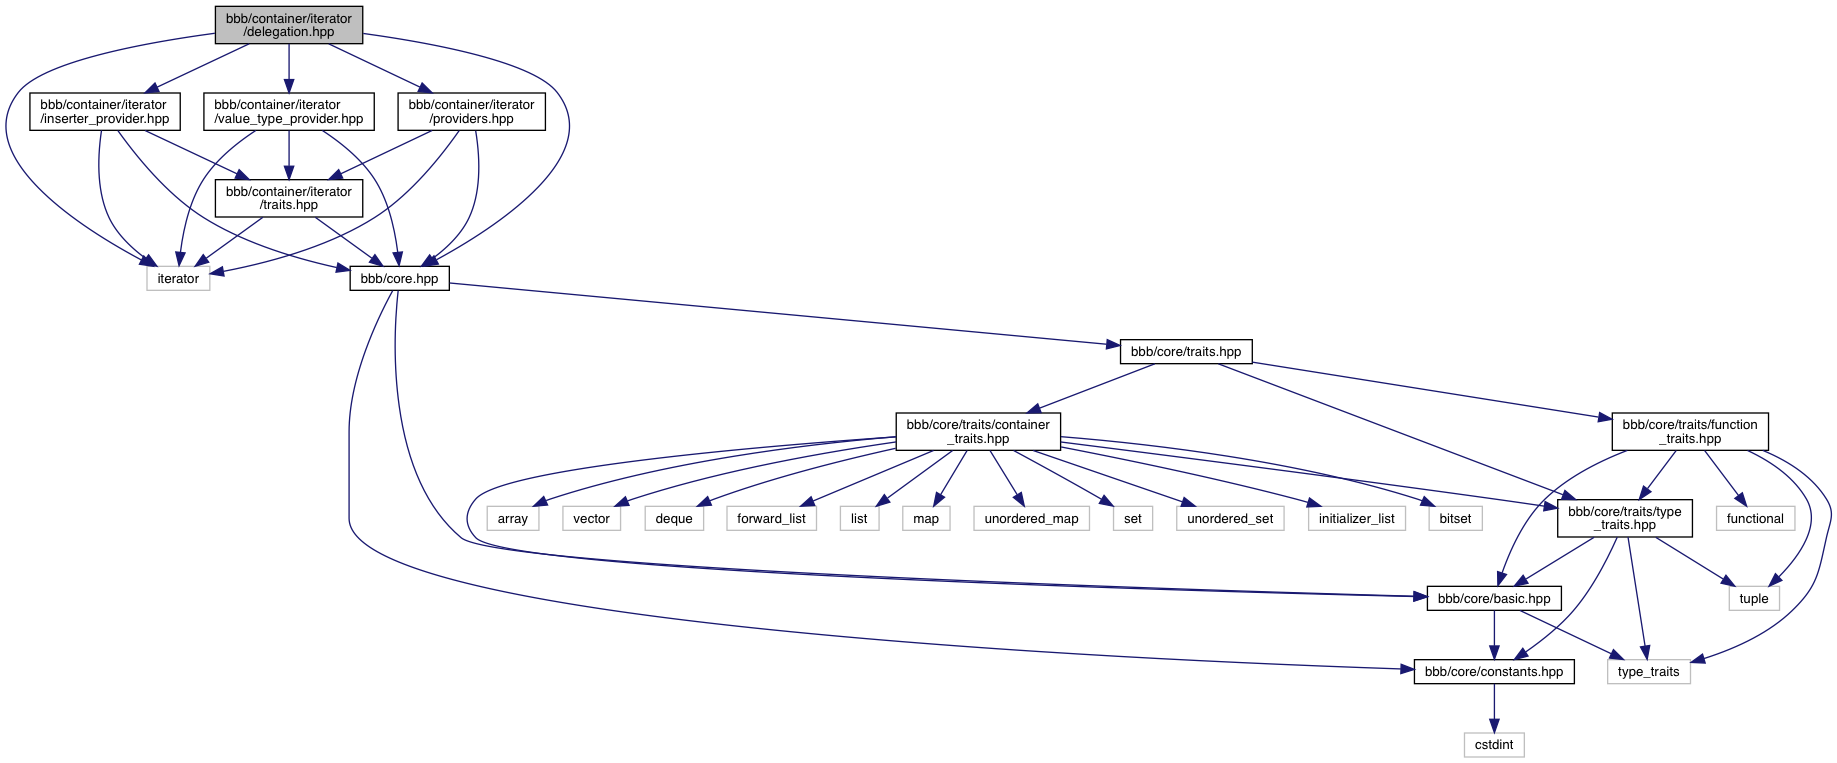 bbb/container/iterator
/delegation.hpp
bbb/container/iterator
/inserter_provider.hpp
bbb/container/iterator
/value_type_provider.hpp
bbb/container/iterator
/providers.hpp
bbb/container/iterator
/traits.hpp
iterator
bbb/core.hpp
bbb/core/traits.hpp
bbb/core/traits/container
_traits.hpp
bbb/core/traits/function
_traits.hpp
array
vector
deque
forward_list
list
map
unordered_map
set
unordered_set
initializer_list
bitset
bbb/core/traits/type
_traits.hpp
functional
bbb/core/basic.hpp
tuple
bbb/core/constants.hpp
type_traits
cstdint